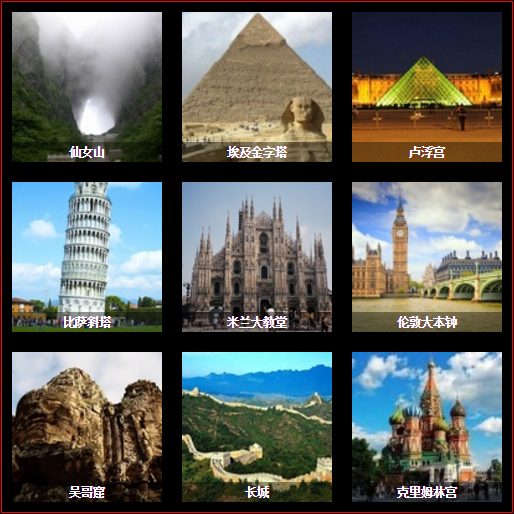 仙女山
埃及金字塔
卢浮宫
比萨斜塔
米兰大教堂
伦敦大本钟
吴哥窟
长城
克里姆林宫